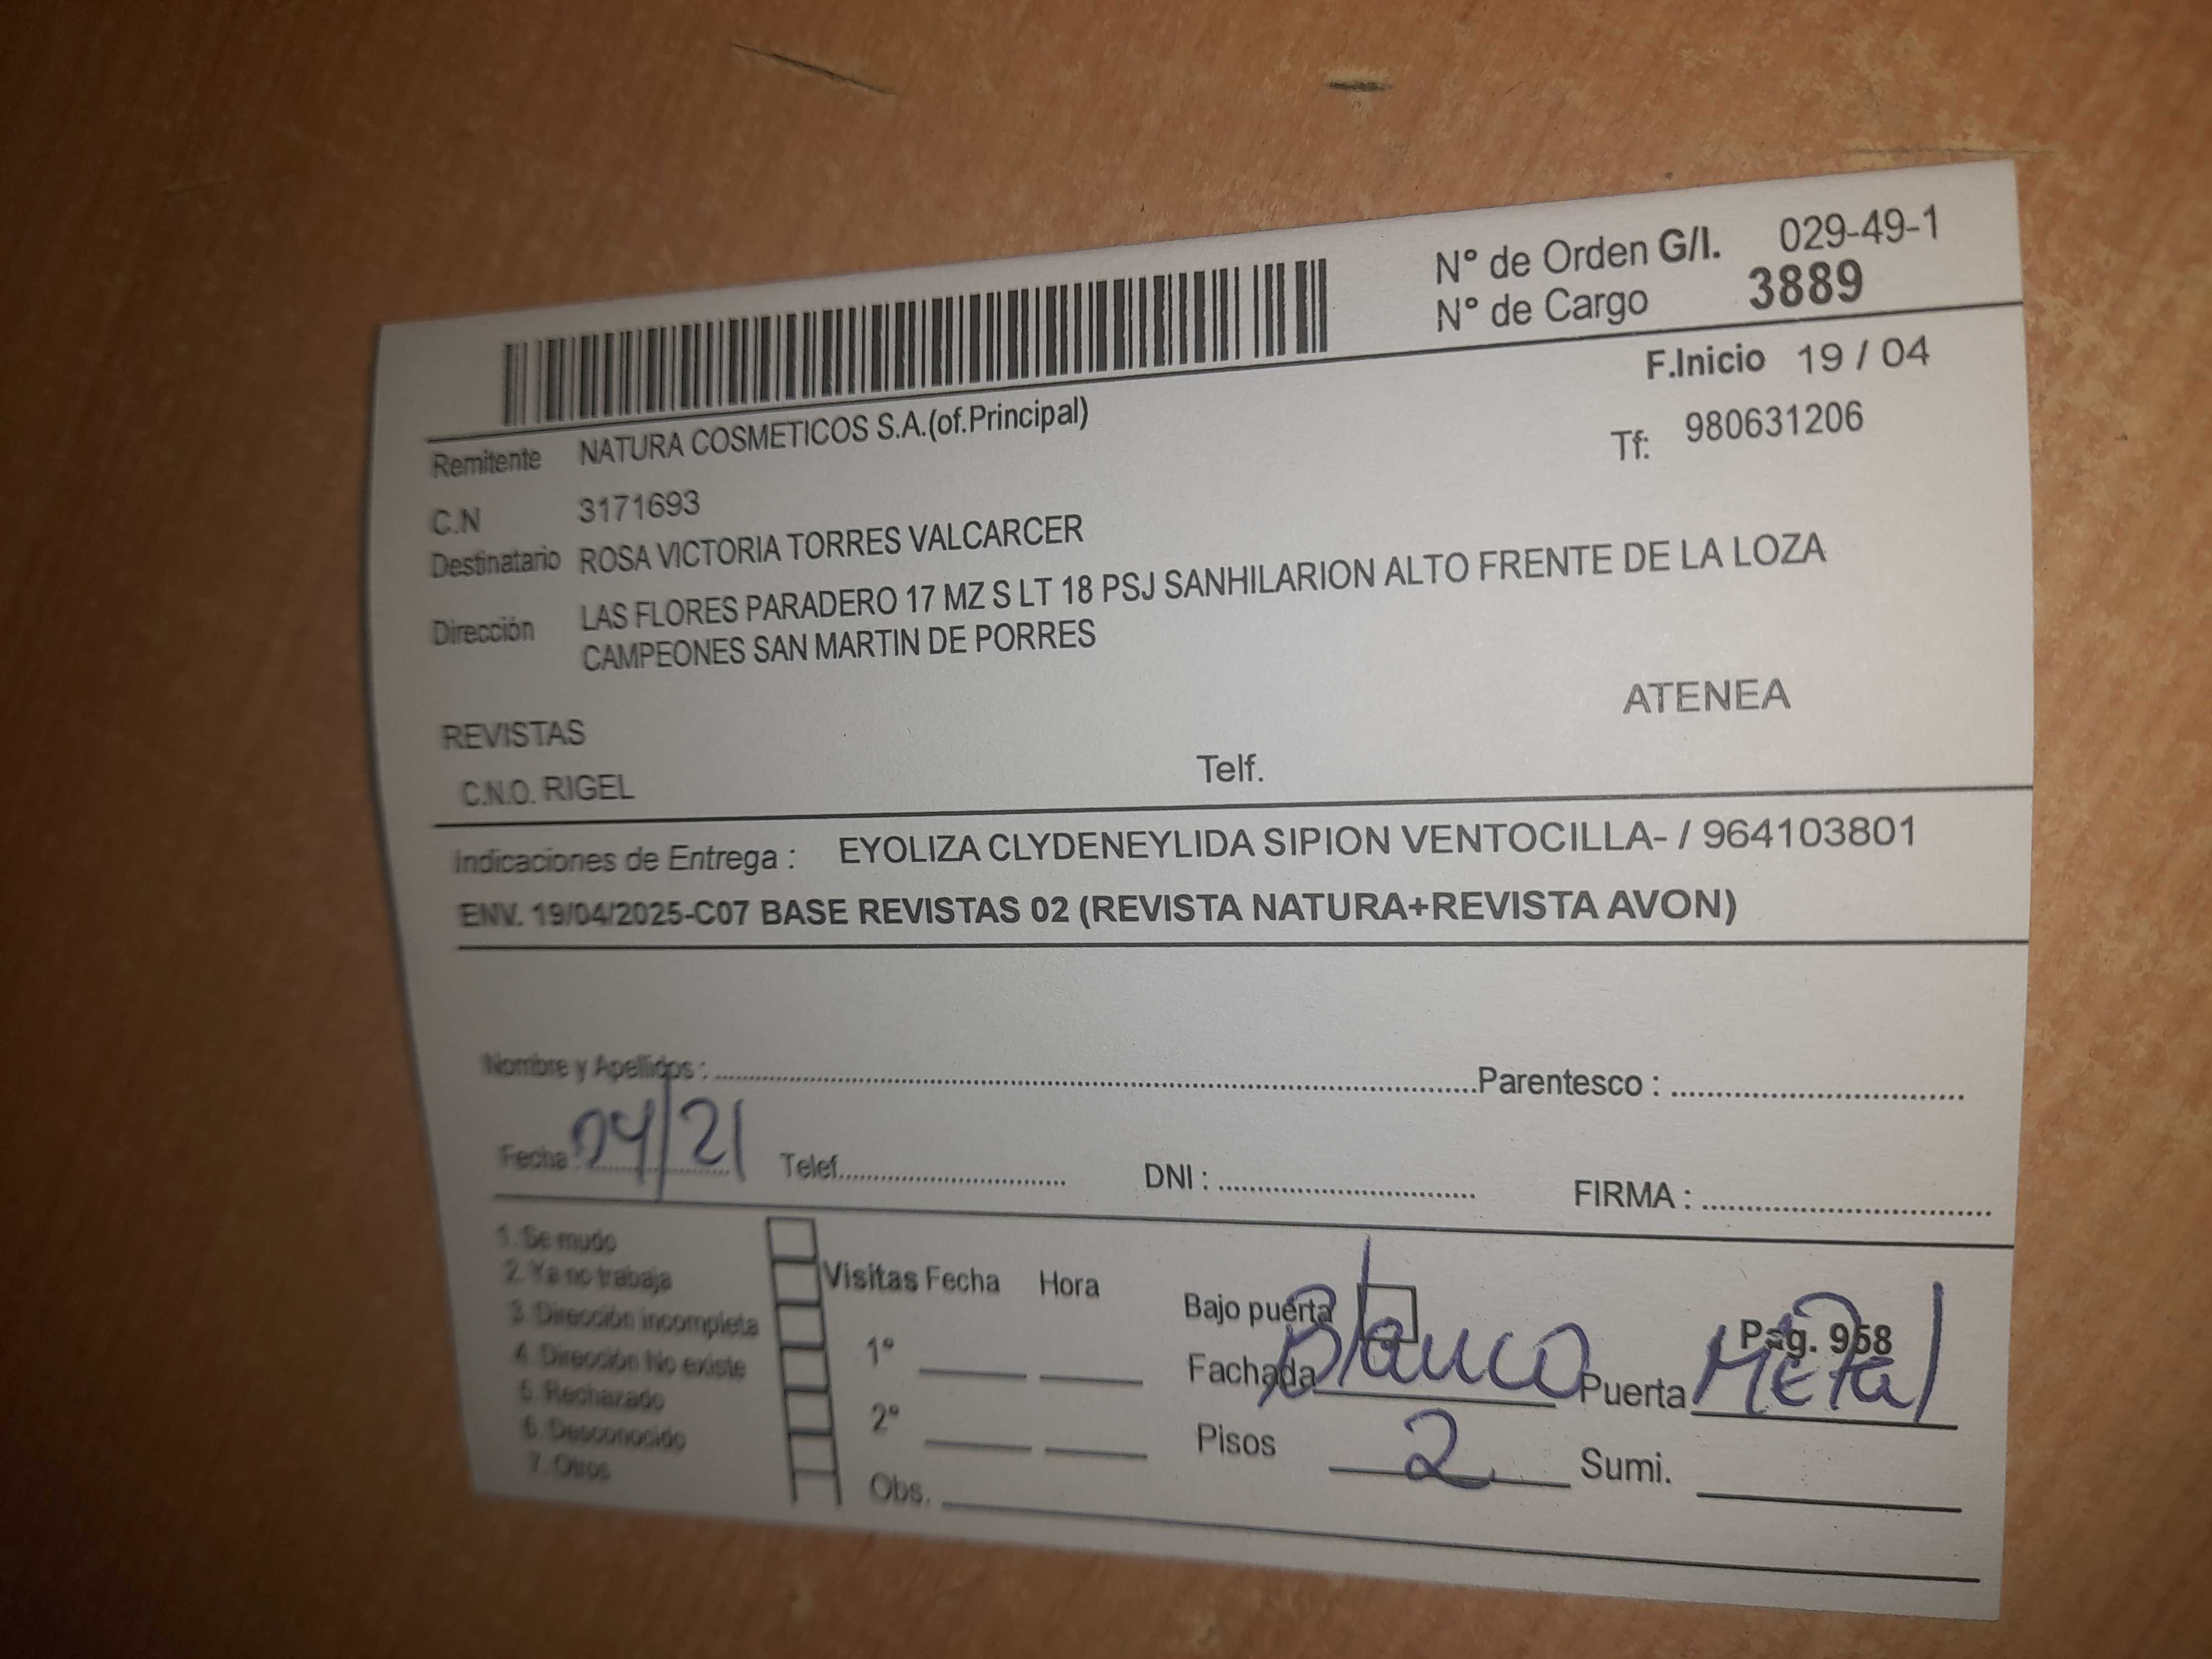 N° de Orden G/I. 029-49-1
N° de Cargo 3889
F.Inicio 19 / 04
Remitente NATURA COSMETICOS S.A.(of.Principal)
Tf: 980631206
C.N 3171693
Destinatario ROSA VICTORIA TORRES VALCARCER
Dirección LAS FLORES PARADERO 17 MZ S LT 18 PSJ SANHILARION ALTO FRENTE DE LA LOZA
CAMPEONES SAN MARTIN DE PORRES
ATENEA
REVISTAS
C.N.O. RIGEL Telf.
Indicaciones de Entrega : EYOLIZA CLYDENEYLIDA SIPION VENTOCILLA- / 964103801
ENV. 19/04/2025-C07 BASE REVISTAS 02 (REVISTA NATURA+REVISTA AVON)
Nombre y Apellidos : Parentesco :
Fecha 04/21 Telef. DNI : FIRMA :
1. Se mudo
2. Ya no trabaja
3. Dirección incompleta
4. Dirección No existe
5. Rechazado
6. Desconocido
7. Otros
Visitas Fecha Hora
1°
2°
Obs.
Bajo puerta
Pág. 958
Fachada Blanco Puerta Metal
Pisos 2 Sumi.